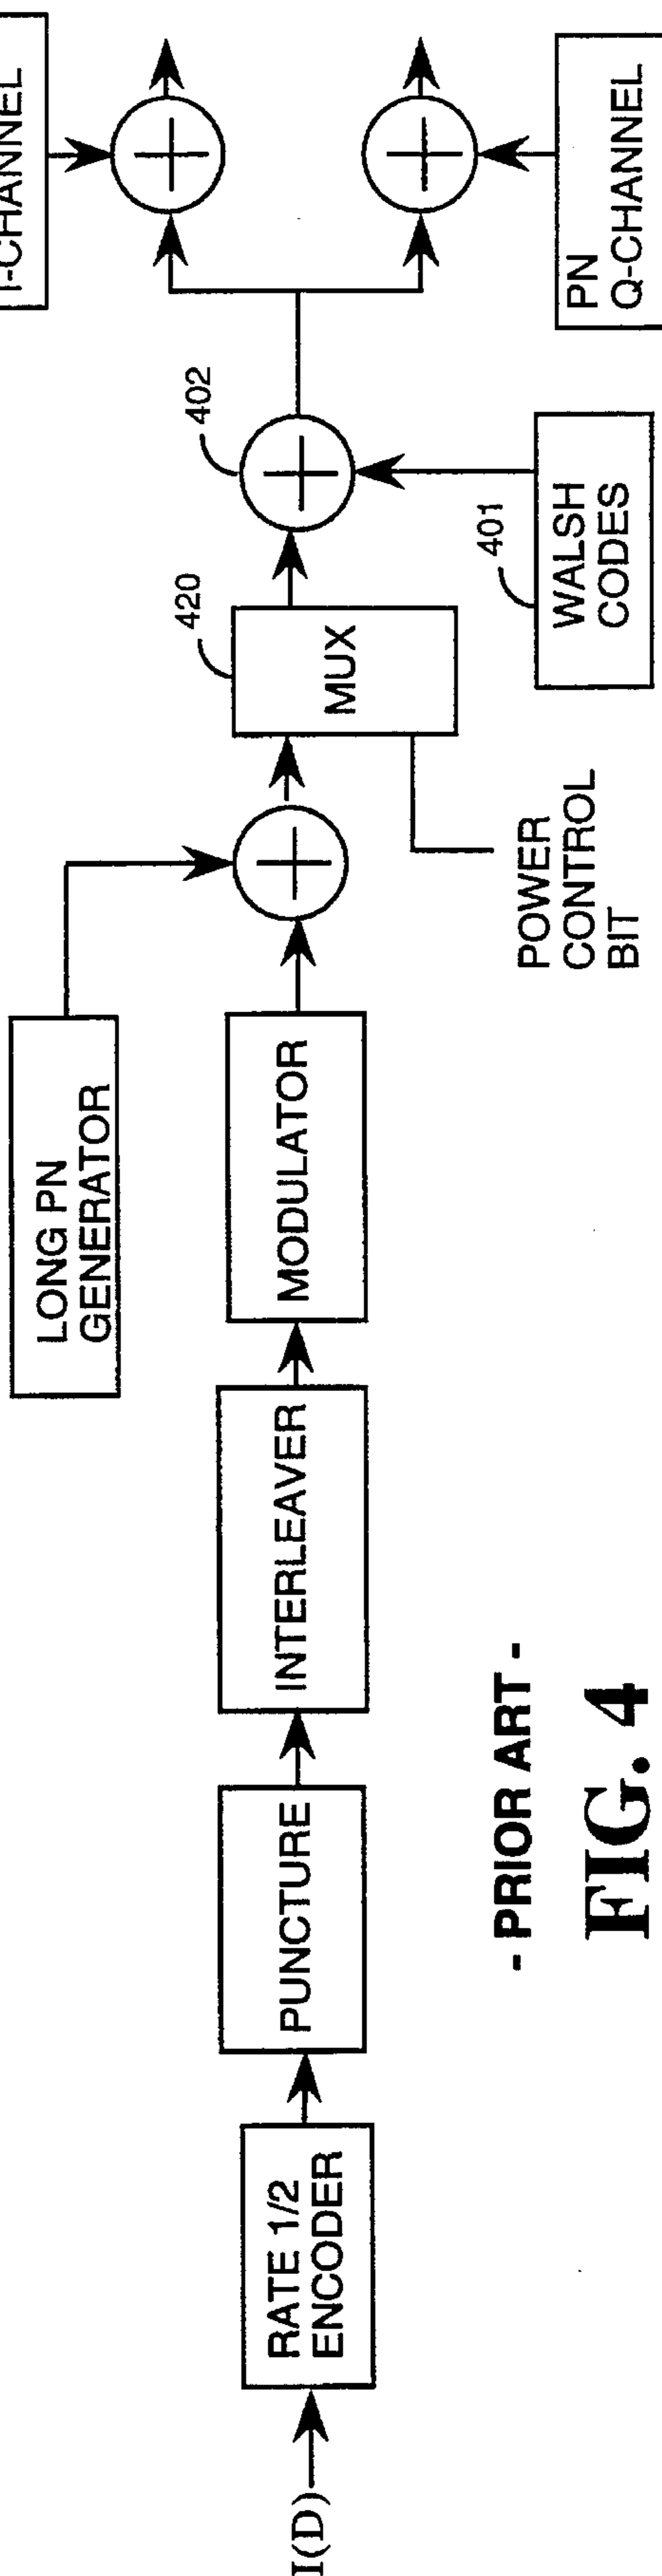 I(D)
RATE 1/2
ENCODER
PUNCTURE
INTERLEAVER
MODULATOR
LONG PN
GENERATOR
POWER
CONTROL
BIT
MUX
420
402
401
WALSH
CODES
I-CHANNEL
PN
Q-CHANNEL
- PRIOR ART -
FIG. 4